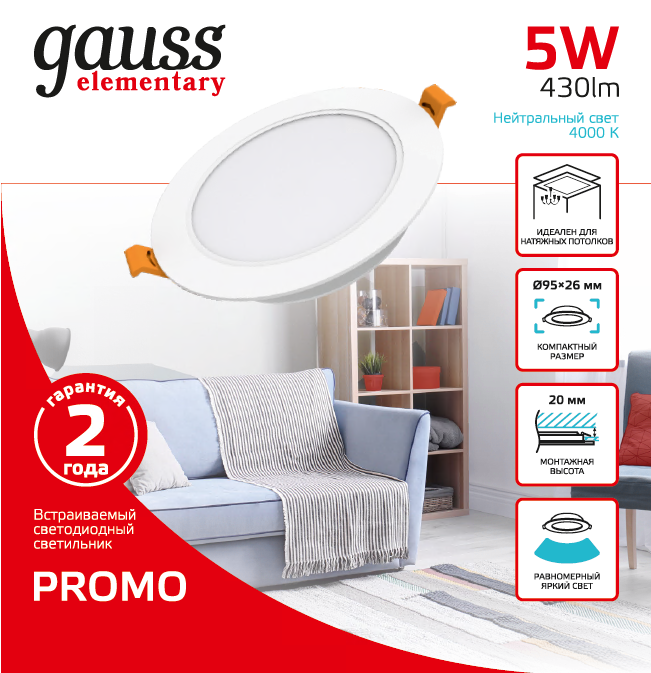 gauss
elementary
5W
430lm
Нейтральный свет
4000 K
ИДЕАЛЕН ДЛЯ
НАТЯЖНЫХ ПОТОЛКОВ
Ø95×26 мм
КОМПАКТНЫЙ
РАЗМЕР
20 мм
МОНТАЖНАЯ
ВЫСОТА
РАВНОМЕРНЫЙ
ЯРКИЙ СВЕТ
гарантия
2
года
Встраиваемый
светодиодный
светильник
PROMO